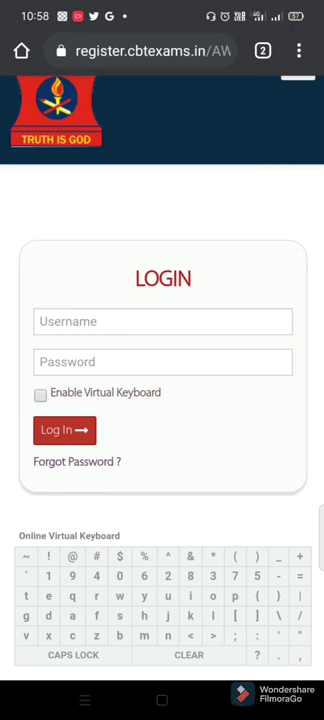 10:58
register.cbtexams.in/AW
2
TRUTH IS GOD
LOGIN
Username
Password
Enable Virtual Keyboard
Log In
Forgot Password ?
Online Virtual Keyboard
~ ! @ # $ % ^ & * ( ) _ +
` 1 9 4 0 6 2 8 3 7 5 - =
t e q r w y u i o p { } |
g d a f s h j k l [ ] \ /
v x c z b m n < > ; : ' "
CAPS LOCK CLEAR ? . ,
Wondershare
FilmoraGo